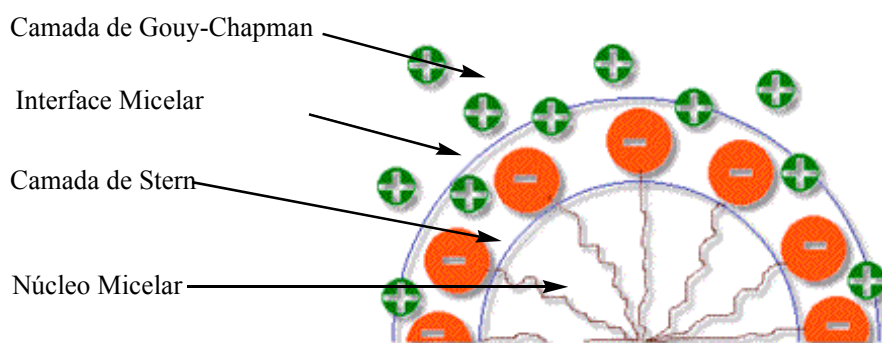 Camada de Gouy-Chapman
Interface Micelar
Camada de Stern
Núcleo Micelar